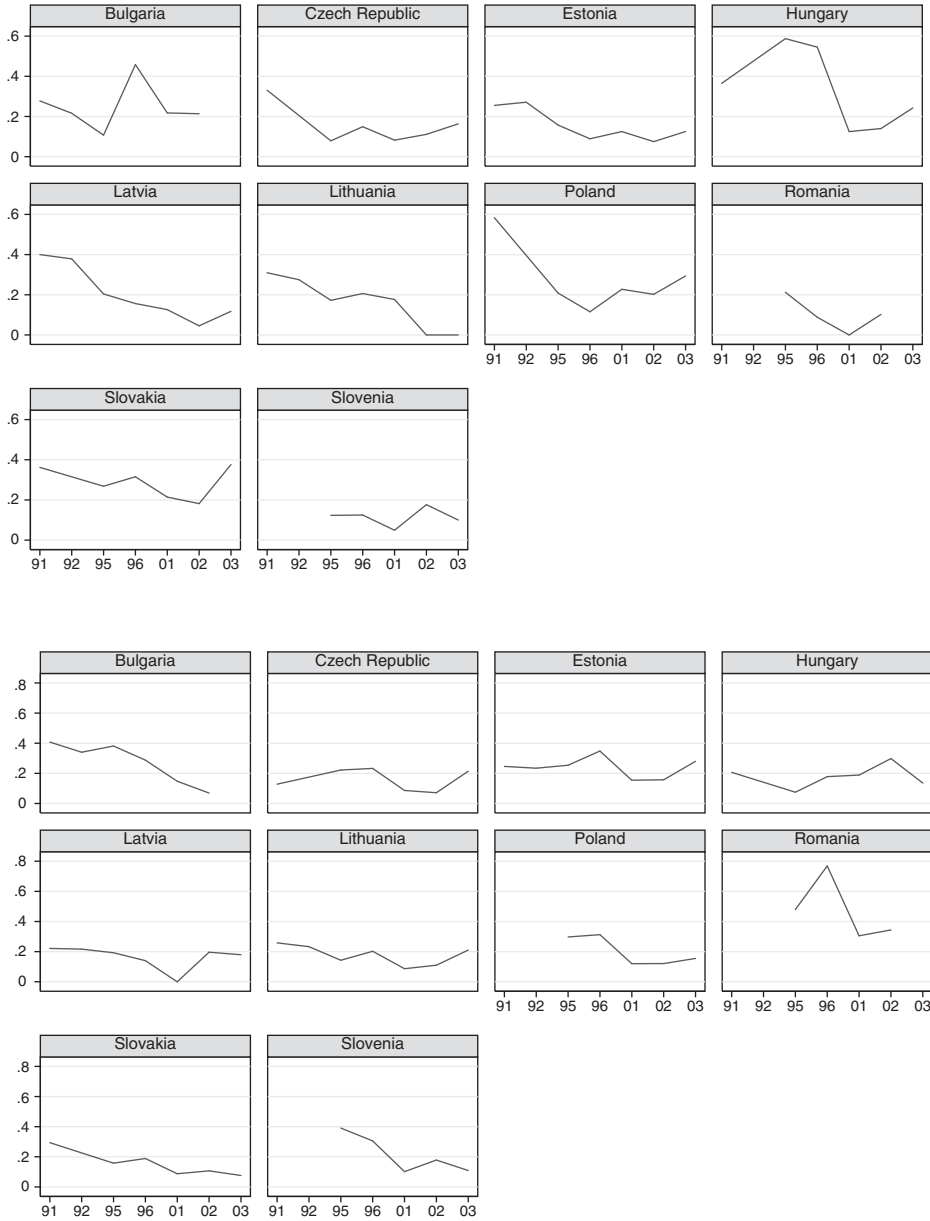 Bulgaria Czech Republic Estonia Hungary
.6
.4
.2
0
Latvia Lithuania Poland Romania
.6
.4
.2
0
91 92 95 96 01 02 03 91 92 95 96 01 02 03
Slovakia Slovenia
.6
.4
.2
0
91 92 95 96 01 02 03 91 92 95 96 01 02 03
Bulgaria Czech Republic Estonia Hungary
.8
.6
.4
.2
0
Latvia Lithuania Poland Romania
.8
.6
.4
.2
0
91 92 95 96 01 02 03 91 92 95 96 01 02 03
Slovakia Slovenia
.8
.6
.4
.2
0
91 92 95 96 01 02 03 91 92 95 96 01 02 03